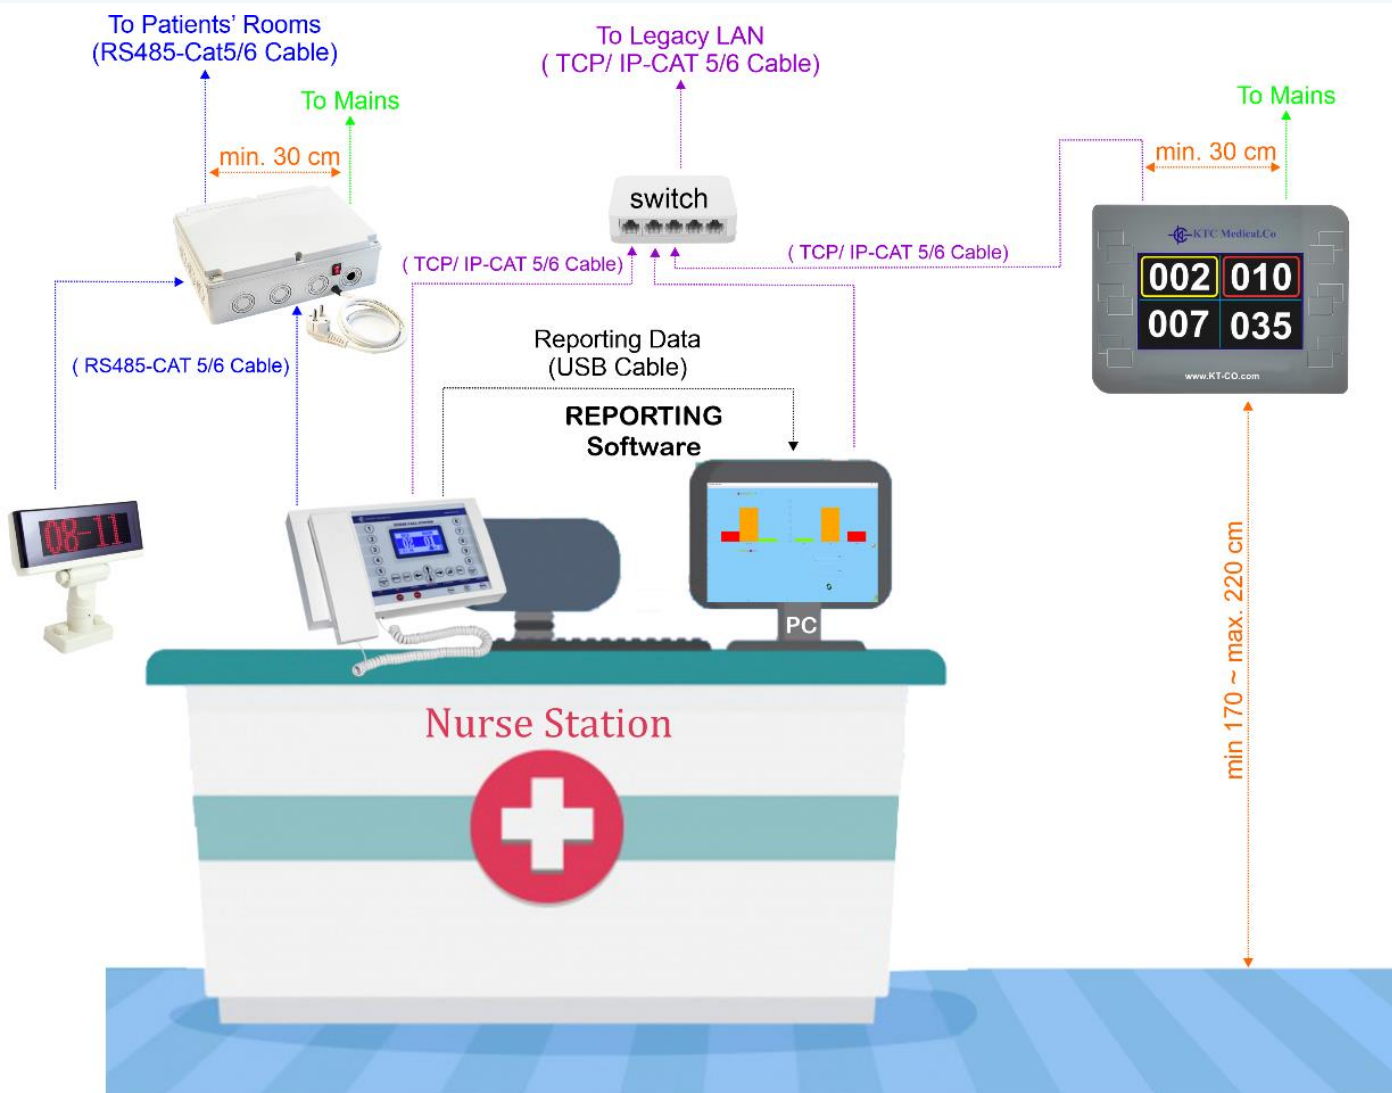 To Patients' Rooms
(RS485-Cat5/6 Cable)
To Mains
min. 30 cm
To Legacy LAN
( TCP/ IP-CAT 5/6 Cable)
To Mains
min. 30 cm
switch
( TCP/ IP-CAT 5/6 Cable)
( TCP/ IP-CAT 5/6 Cable)
KTC Medical.Co
002 010
007 035
www.KT-CO.com
( RS485-CAT 5/6 Cable)
Reporting Data
(USB Cable)
REPORTING
Software
08-11
PC
min 170 ~ max. 220 cm
Nurse Station